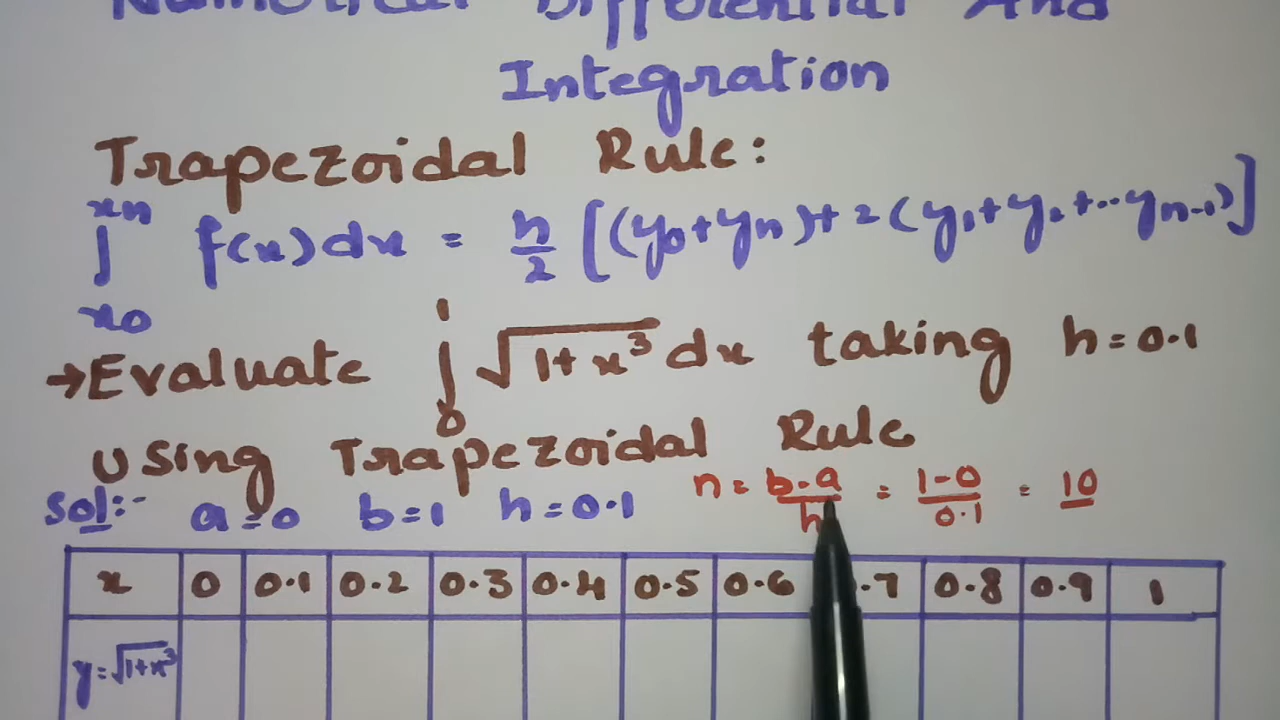 Numerical Differential And
Integration
Trapezoidal Rule:
∫x0^xn f(x)dx = h/2 [(y0+yn)+2(y1+y2+..yn-1)]
→Evaluate ∫0^1 √(1+x³) dx taking h=0.1
Using Trapezoidal Rule
Sol:- a=0 b=1 h=0.1 n = b-a/h = 1-0/0.1 = 10
x 0 0.1 0.2 0.3 0.4 0.5 0.6 .7 0.8 0.9 1
y=√(1+x³)